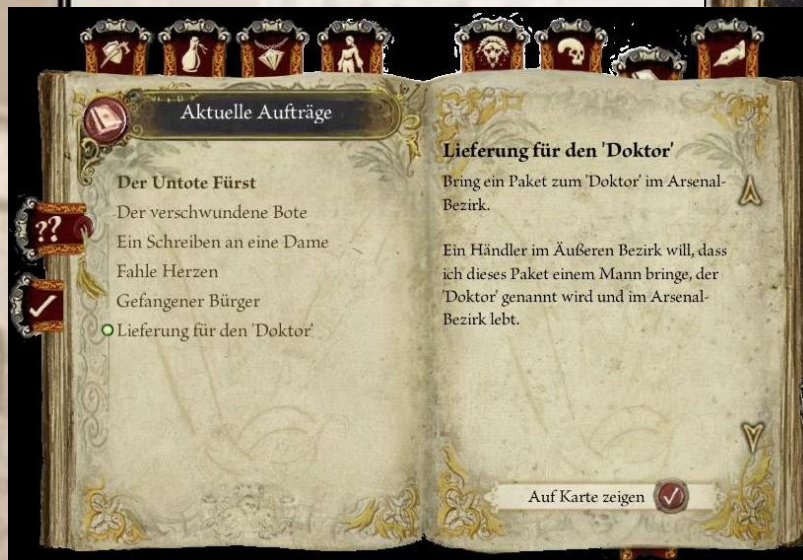 Aktuelle Aufträge
Der Untote Fürst
Der verschwundene Bote
Ein Schreiben an eine Dame
Fahle Herzen
Gefangener Bürger
Lieferung für den 'Doktor'
??
Lieferung für den 'Doktor'
Bring ein Paket zum 'Doktor' im Arsenal-
Bezirk.
Ein Händler im Äußeren Bezirk will, dass
ich dieses Paket einem Mann bringe, der
'Doktor' genannt wird und im Arsenal-
Bezirk lebt.
Auf Karte zeigen